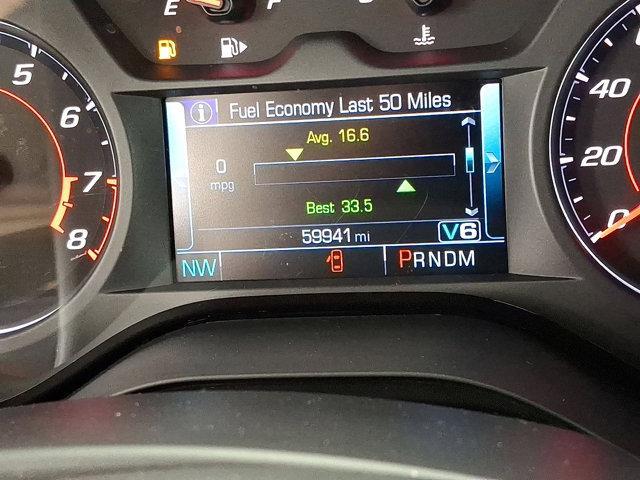 E F
5
6
7
8
Fuel Economy Last 50 Miles
Avg. 16.6
0
mpg
Best 33.5
59941 mi V6
NW PRNDM
40
20
0